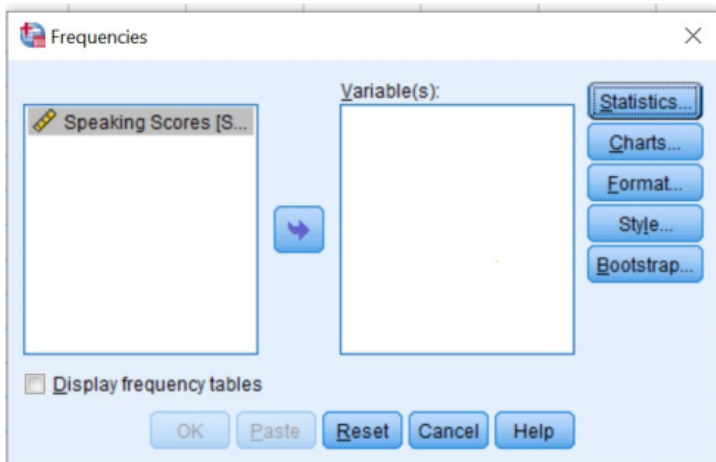 Frequencies
Variable(s):
Speaking Scores [S...
Statistics...
Charts...
Format...
Style...
Bootstrap...
Display frequency tables
OK Paste Reset Cancel Help